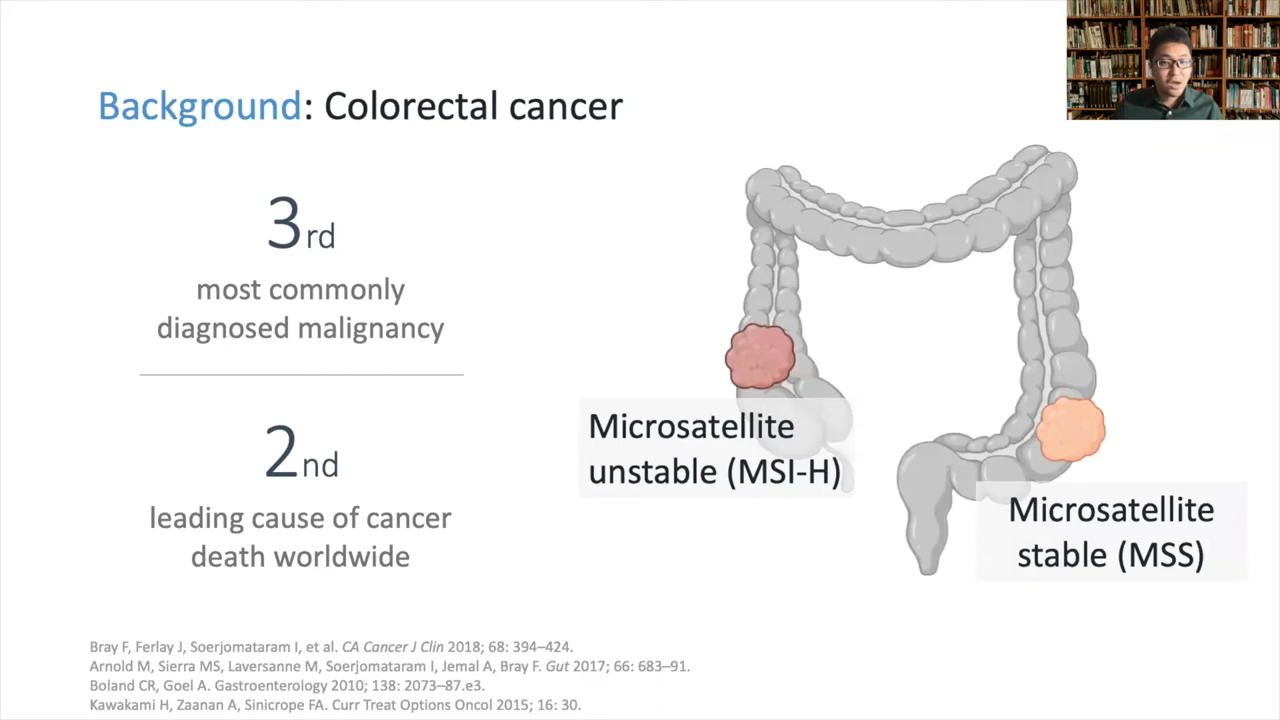 Background: Colorectal cancer
3rd
most commonly
diagnosed malignancy
2nd
leading cause of cancer
death worldwide
Microsatellite
unstable (MSI-H)
Microsatellite
stable (MSS)
Bray F, Ferlay J, Soerjomataram I, et al. CA Cancer J Clin 2018; 68: 394–424.
Arnold M, Sierra MS, Laversanne M, Soerjomataram I, Jemal A, Bray F. Gut 2017; 66: 683–91.
Boland CR, Goel A. Gastroenterology 2010; 138: 2073–87.e3.
Kawakami H, Zaanan A, Sinicrope FA. Curr Treat Options Oncol 2015; 16: 30.